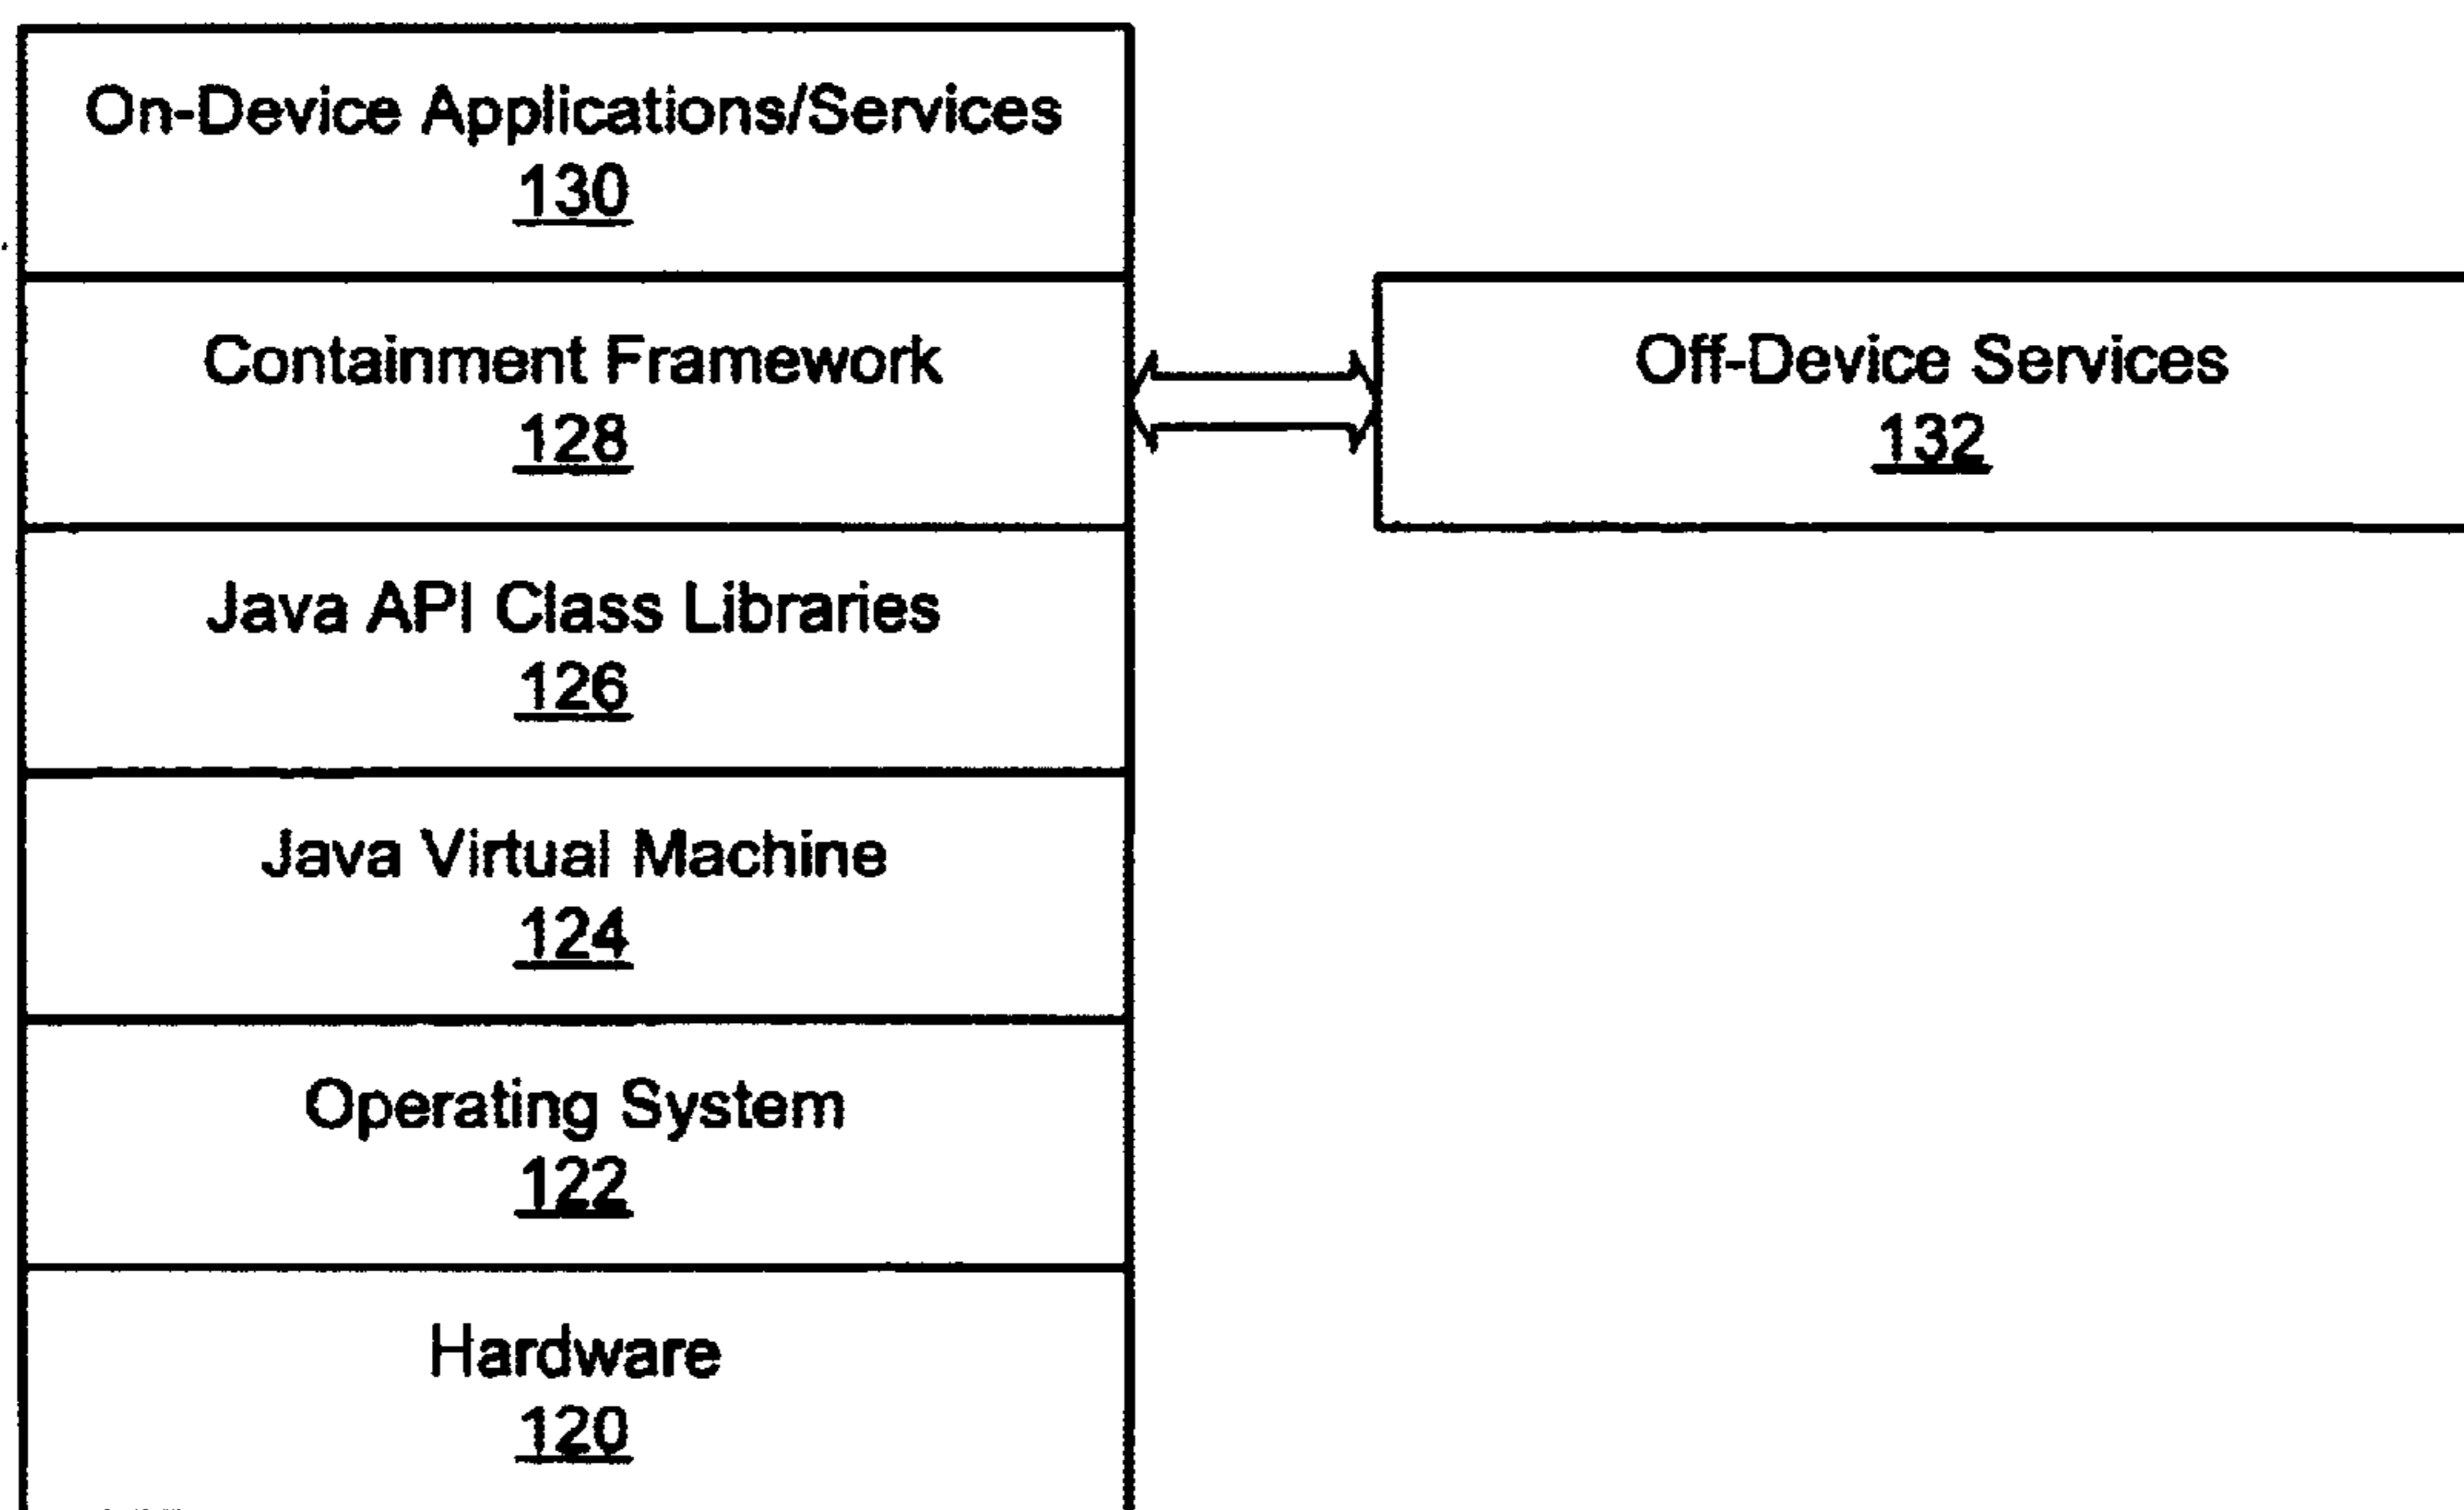 On-Device Applications/Services
130
Containment Framework
128
Off-Device Services
132
Java API Class Libraries
126
Java Virtual Machine
124
Operating System
122
Hardware
120